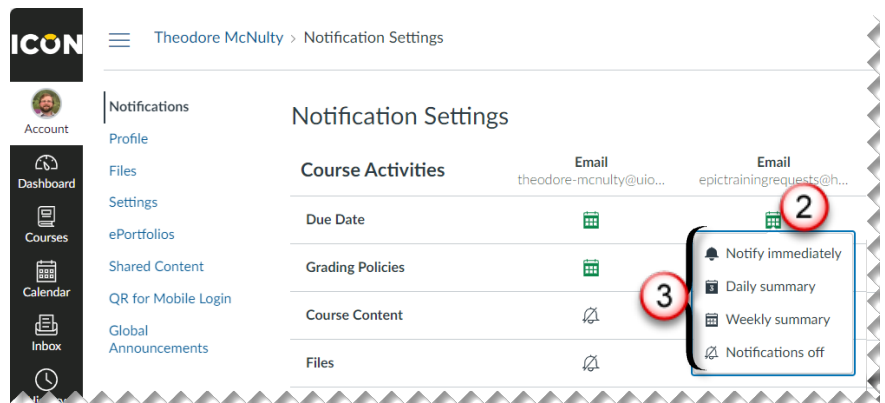 ICON
Theodore McNulty > Notification Settings
Account
Dashboard
Courses
Calendar
Inbox
Notifications
Profile
Files
Settings
ePortfolios
Shared Content
QR for Mobile Login
Global
Announcements
Notification Settings
Course Activities
Email
theodore-mcnulty@uio...
Email
epictrainingrequests@h...
Due Date
2
Grading Policies
Course Content
Files
3
Notify immediately
Daily summary
Weekly summary
Notifications off